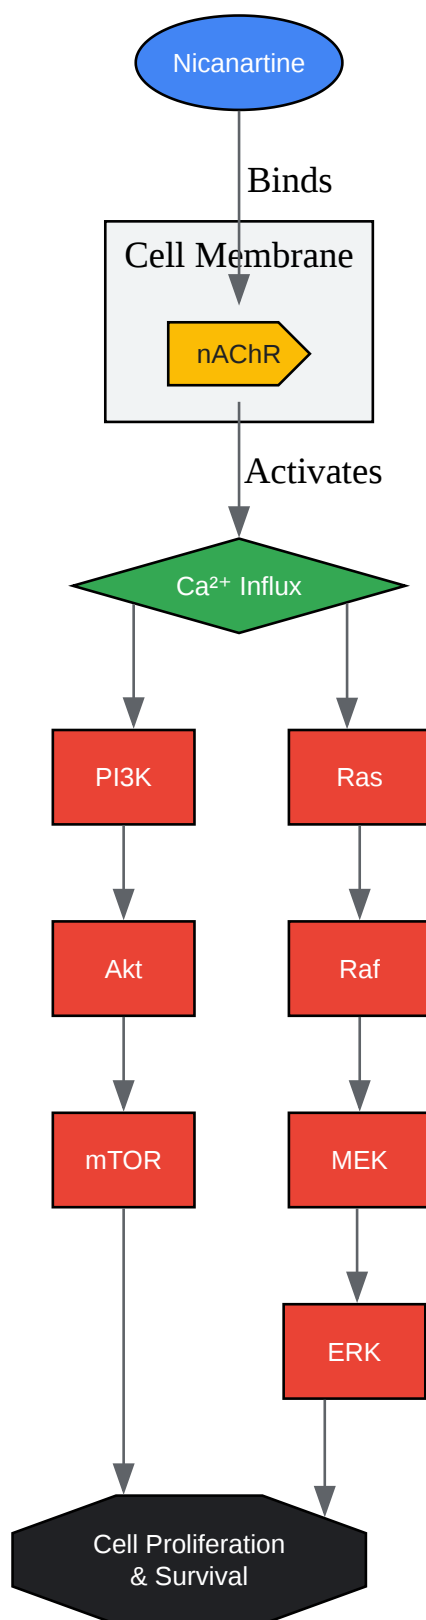 Nicanartine
Binds
Cell Membrane
nAChR
Activates
Ca²⁺ Influx
PI3K
Ras
Akt
Raf
mTOR
MEK
ERK
Cell Proliferation
& Survival